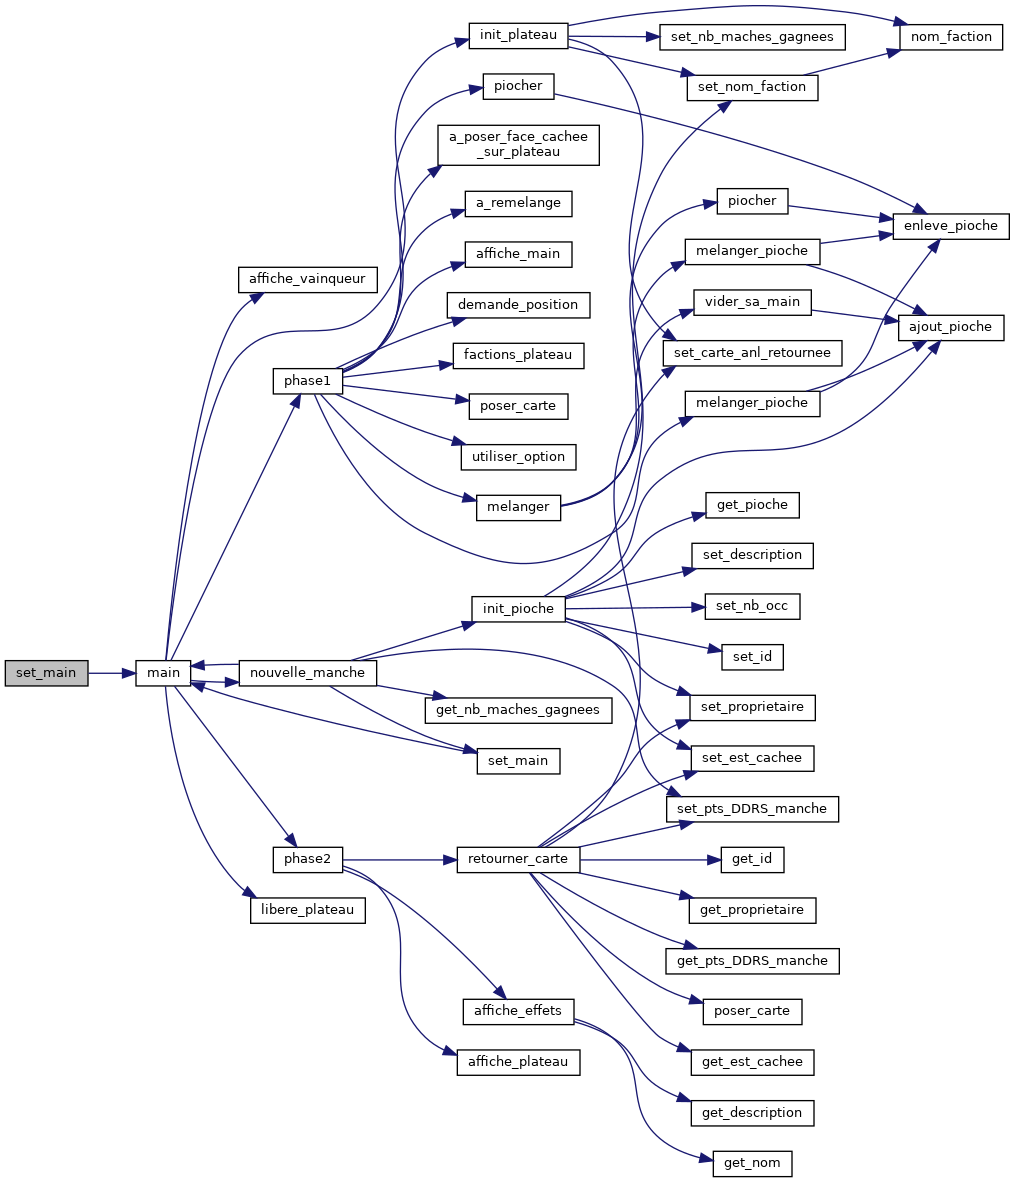 set_main
main
affiche_vainqueur
phase1
nouvelle_manche
phase2
libere_plateau
init_plateau
piocher
a_poser_face_cachee
_sur_plateau
a_remelange
affiche_main
demande_position
factions_plateau
poser_carte
utiliser_option
melanger
init_pioche
get_nb_maches_gagnees
set_main
retourner_carte
affiche_effets
affiche_plateau
set_nb_maches_gagnees
set_nom_faction
piocher
melanger_pioche
vider_sa_main
set_carte_anl_retournee
melanger_pioche
get_pioche
set_description
set_nb_occ
set_id
set_proprietaire
set_est_cachee
set_pts_DDRS_manche
get_id
get_proprietaire
get_pts_DDRS_manche
poser_carte
get_est_cachee
get_description
get_nom
nom_faction
enleve_pioche
ajout_pioche